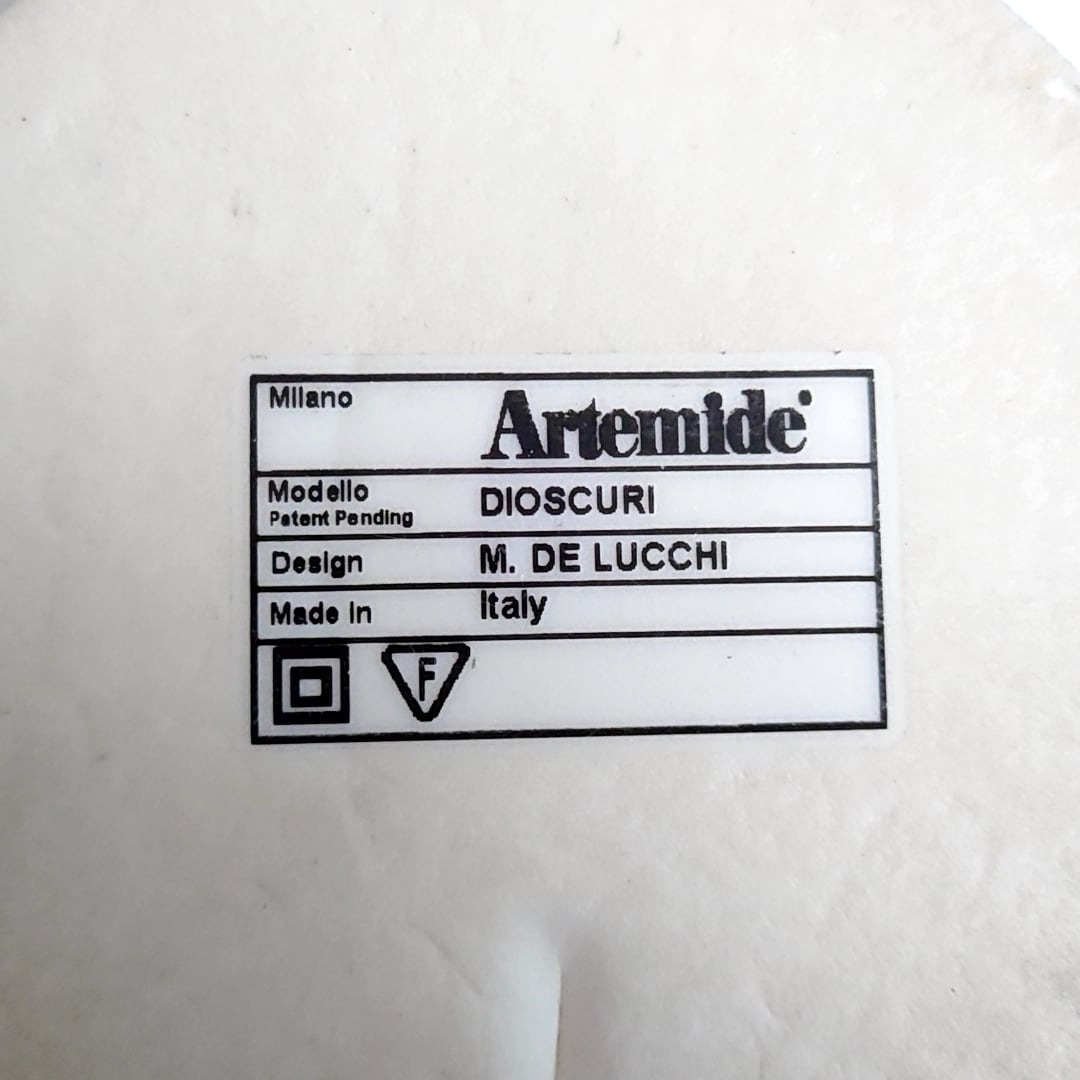 Milano Artemide®
Modello DIOSCURI
Patent Pending
Design M. DE LUCCHI
Made in Italy
F